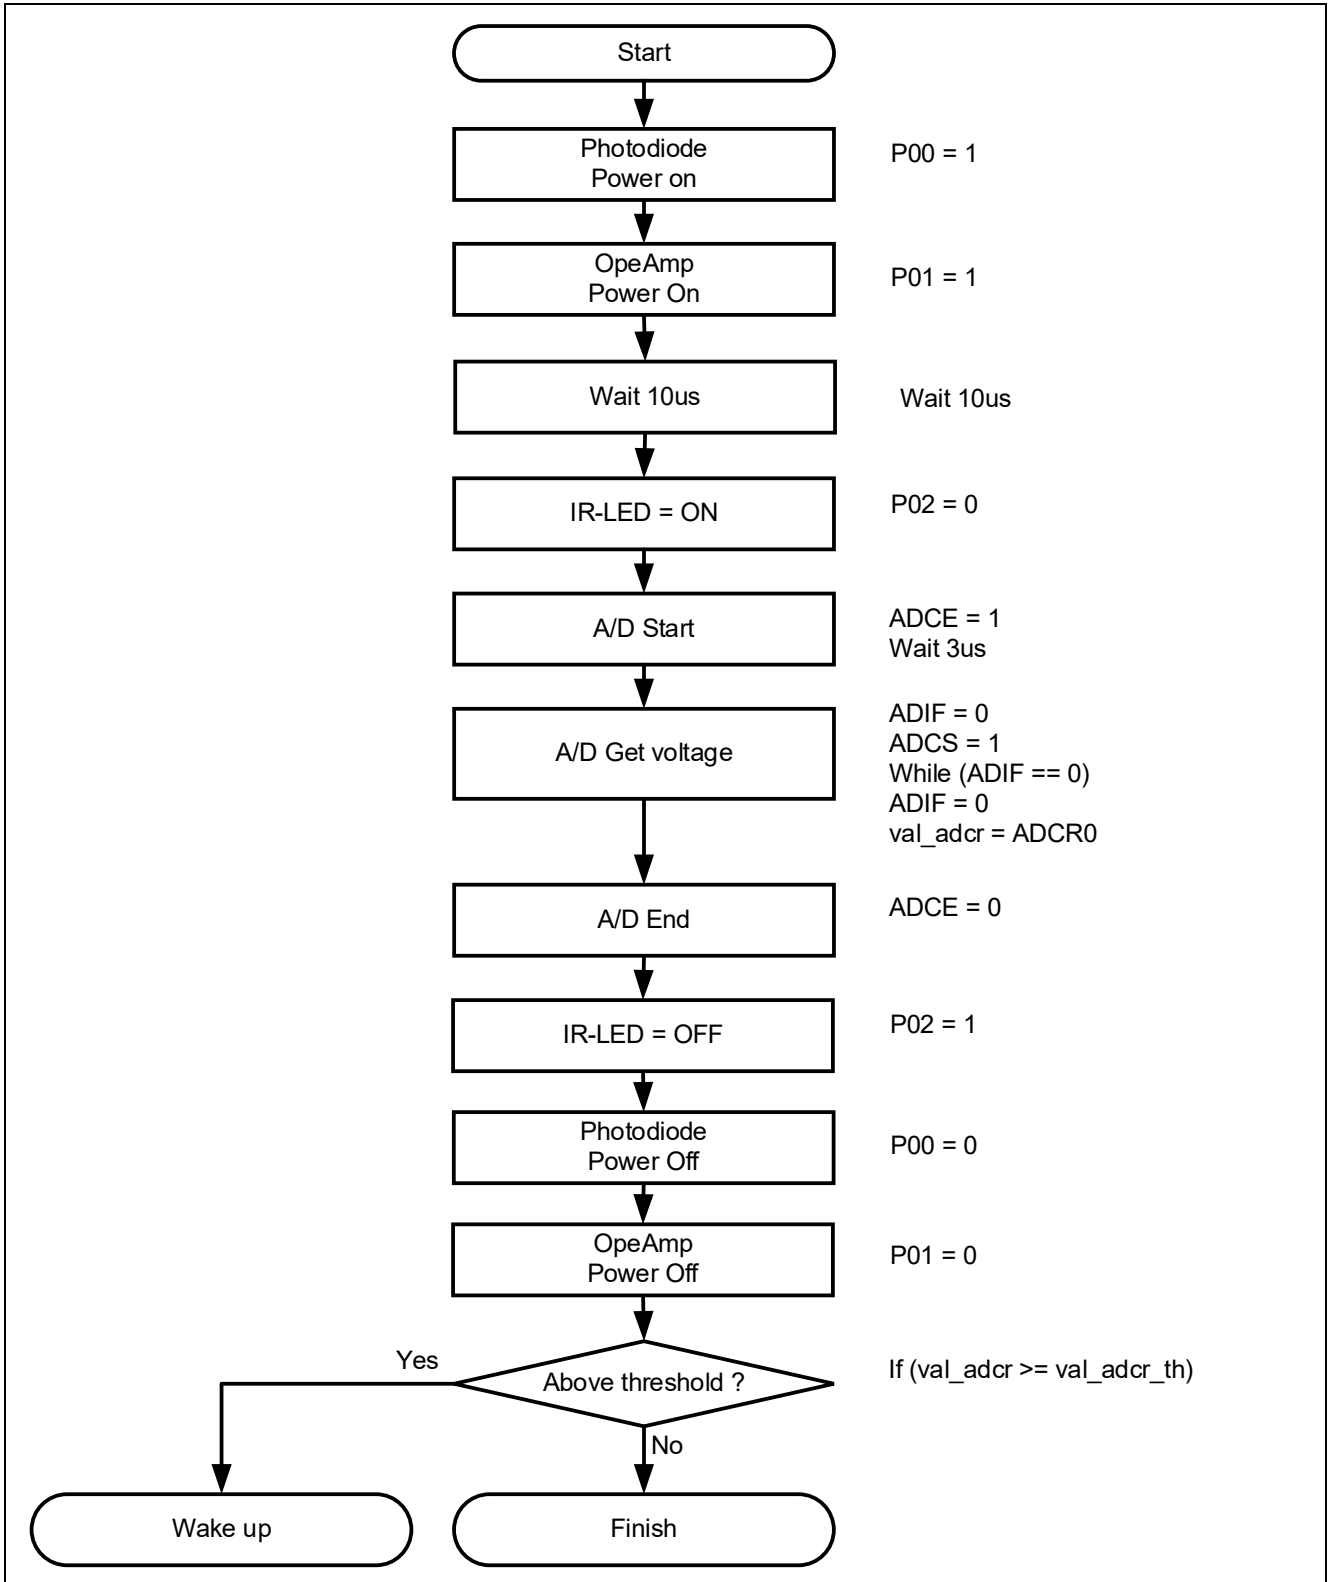 Start
Photodiode
Power on
P00 = 1
OpeAmp
Power On
P01 = 1
Wait 10us
Wait 10us
IR-LED = ON
P02 = 0
A/D Start
ADCE = 1
Wait 3us
A/D Get voltage
ADIF = 0
ADCS = 1
While (ADIF == 0)
ADIF = 0
val_adcr = ADCR0
A/D End
ADCE = 0
IR-LED = OFF
P02 = 1
Photodiode
Power Off
P00 = 0
OpeAmp
Power Off
P01 = 0
Yes
Above threshold ?
If (val_adcr >= val_adcr_th)
No
Wake up
Finish